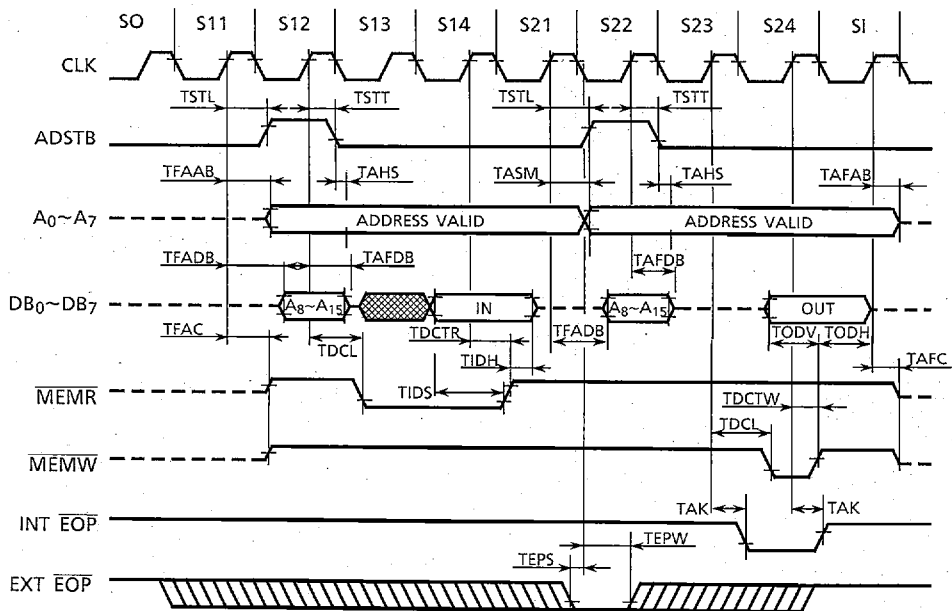 SO S11 S12 S13 S14 S21 S22 S23 S24 SI
CLK
TSTL TSTT TSTL TSTT
ADSTB
TFAAB TAHS TASM TAHS TAFAB
A0~A7 ADDRESS VALID ADDRESS VALID
TFADB TAFDB TAFDB
DB0~DB7 A8~A15 IN A8~A15 OUT
TFAC TDCL TDCTR TFADB TODV TODH
TIDH TAFC
MEMR TIDS TDCTW
TDCL
MEMW
TAK TAK
INT EOP
TEPW
TEPS
EXT EOP